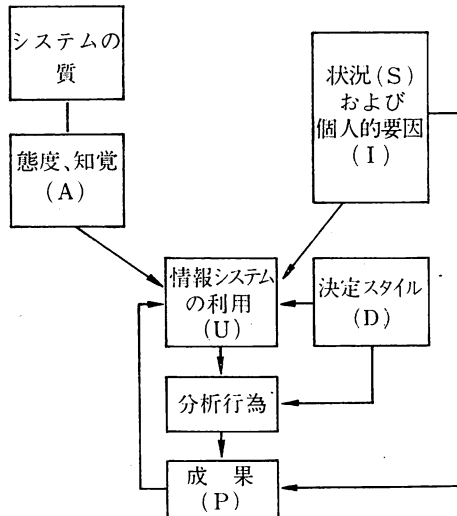 システムの
質
態度、知覚
(A)
状況(S)
および
個人的要因
(I)
情報システム
の利用
(U)
決定スタイル
(D)
分析行為
成果
(P)